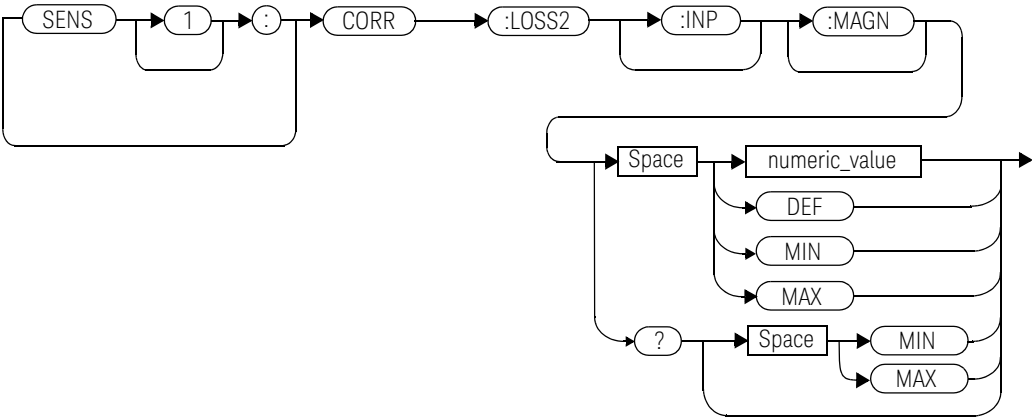 SENS 1 : CORR :LOSS2 :INP :MAGN
Space numeric_value
DEF
MIN
MAX
? Space MIN
MAX